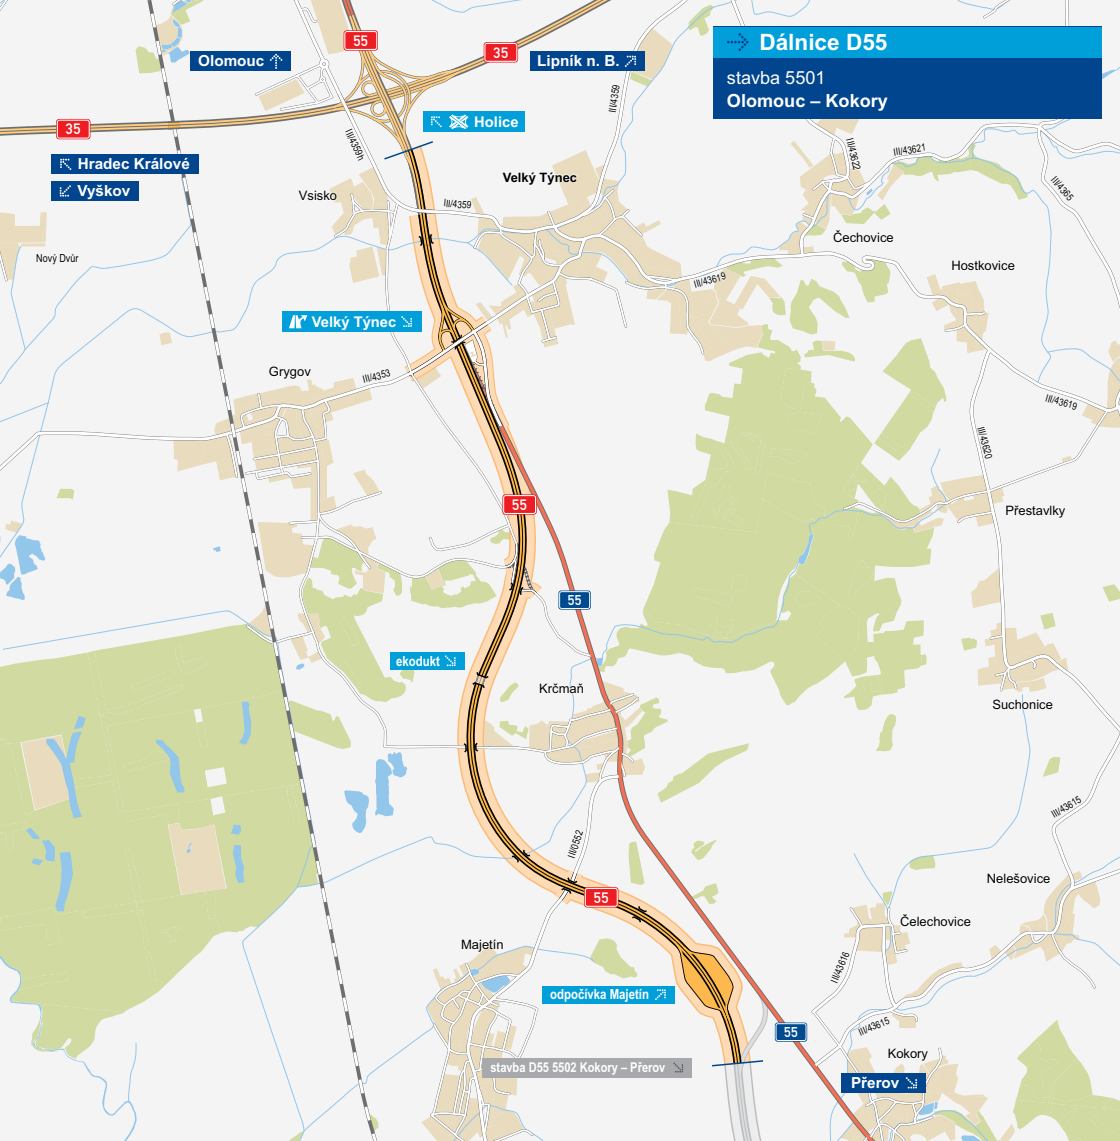 55
35
Olomouc
Lipník n. B.
Dálnice D55
stavba 5501
Olomouc – Kokory
III/4359
35
Holice
III/4359h
Hradec Králové
Vyškov
III/43622
III/43621
III/4365
Velký Týnec
Vsisko
III/4359
Čechovice
Nový Dvůr
Hostkovice
III/43619
Velký Týnec
Grygov
III/4353
III/43619
III/43620
55
Přestavlky
55
ekodukt
Krčmaň
Suchonice
III/43615
III/0552
Nelešovice
55
Čelechovice
Majetín
III/43616
odpočívka Majetín
III/43615
55
Kokory
stavba D55 5502 Kokory – Přerov
Přerov